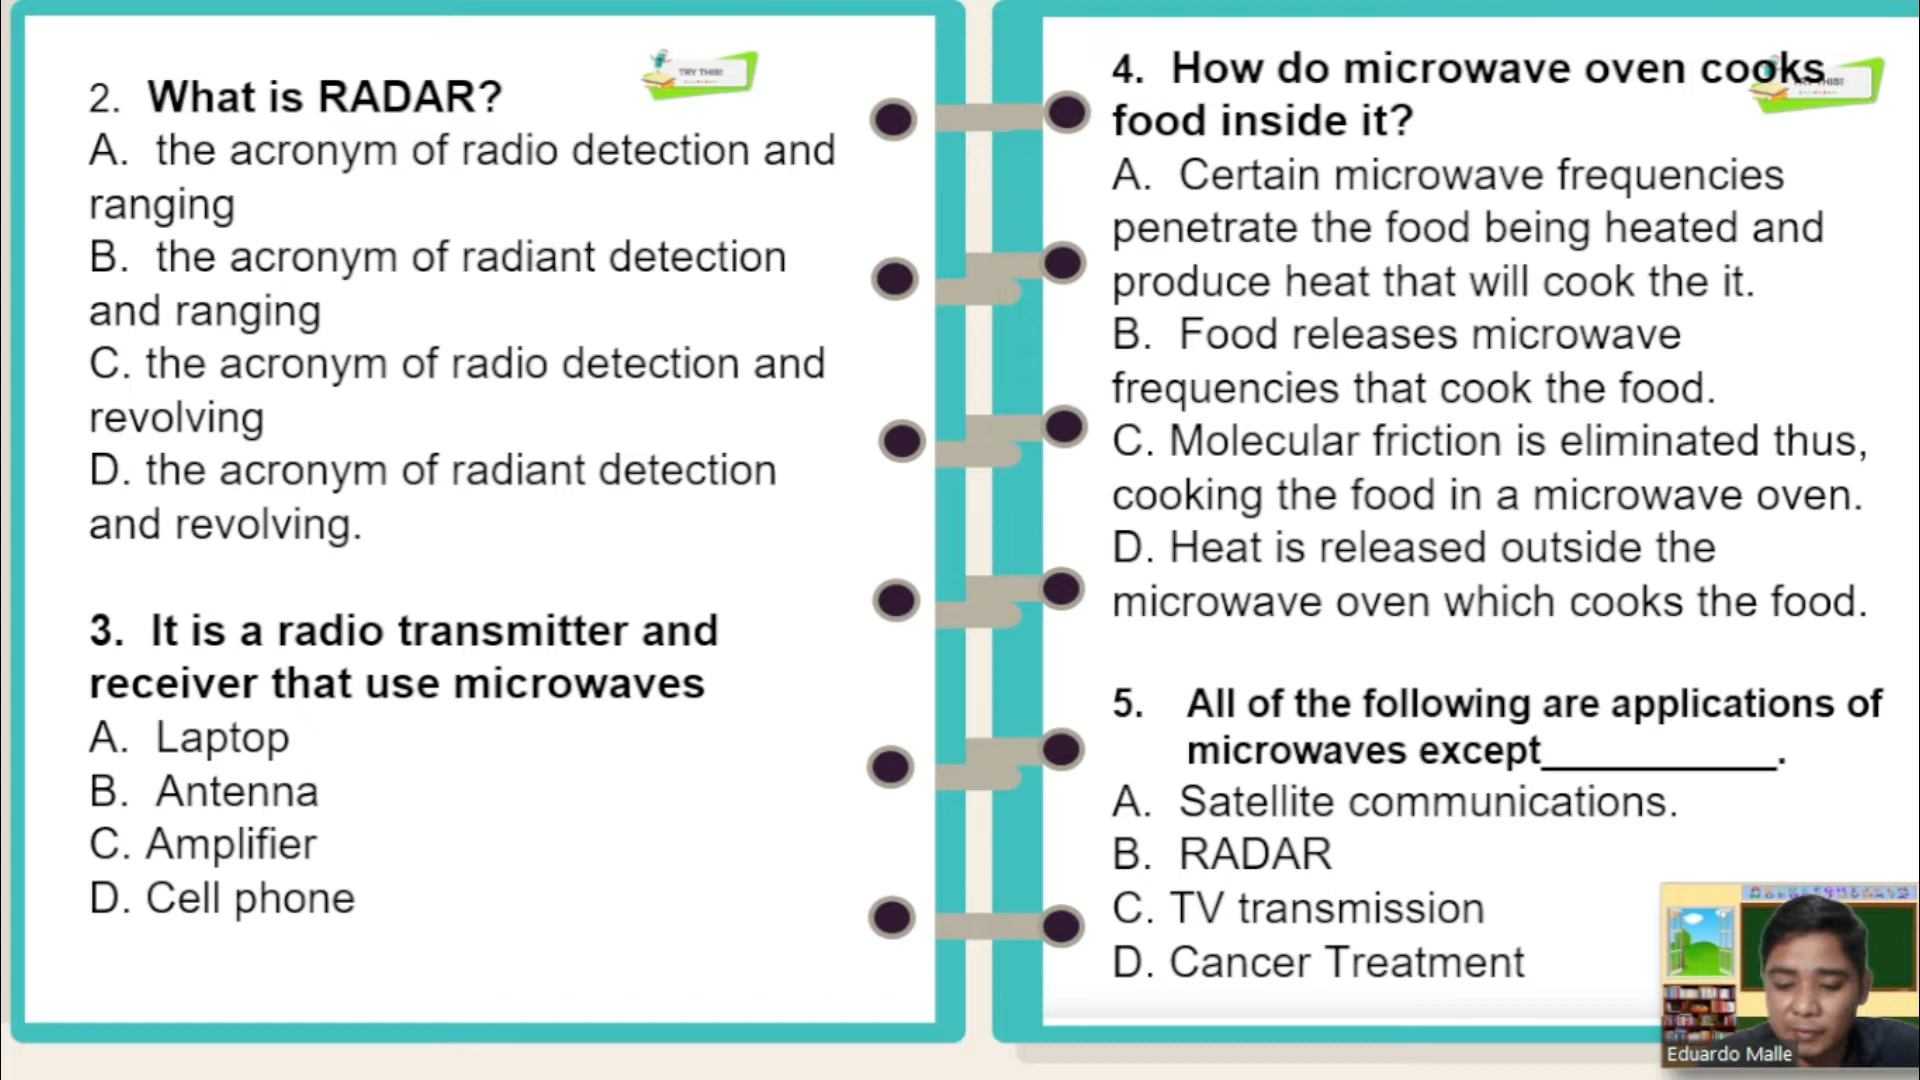 2. What is RADAR?
TRY THIS!
A. the acronym of radio detection and
ranging
B. the acronym of radiant detection
and ranging
C. the acronym of radio detection and
revolving
D. the acronym of radiant detection
and revolving.
3. It is a radio transmitter and
receiver that use microwaves
A. Laptop
B. Antenna
C. Amplifier
D. Cell phone
4. How do microwave oven cooks
food inside it?
A. Certain microwave frequencies
penetrate the food being heated and
produce heat that will cook the it.
B. Food releases microwave
frequencies that cook the food.
C. Molecular friction is eliminated thus,
cooking the food in a microwave oven.
D. Heat is released outside the
microwave oven which cooks the food.
5. All of the following are applications of
microwaves except___________.
A. Satellite communications.
B. RADAR
C. TV transmission
D. Cancer Treatment
Eduardo Malle